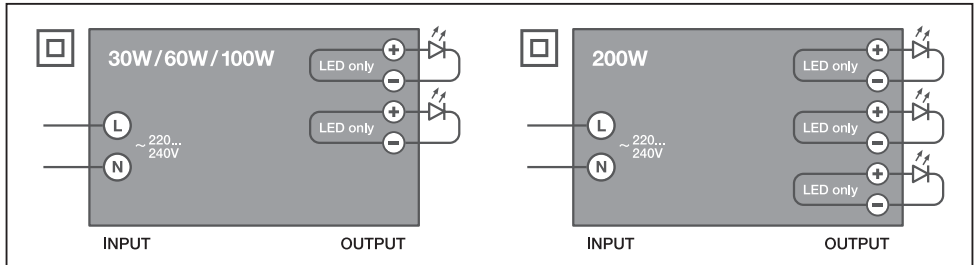 30W / 60W / 100W
+
LED only
−
+
LED only
−
L
~ 220...
240V
N
INPUT OUTPUT
200W
+
LED only
−
+
LED only
−
+
LED only
−
L
~ 220...
240V
N
INPUT OUTPUT